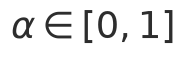 α ∈ [0, 1]